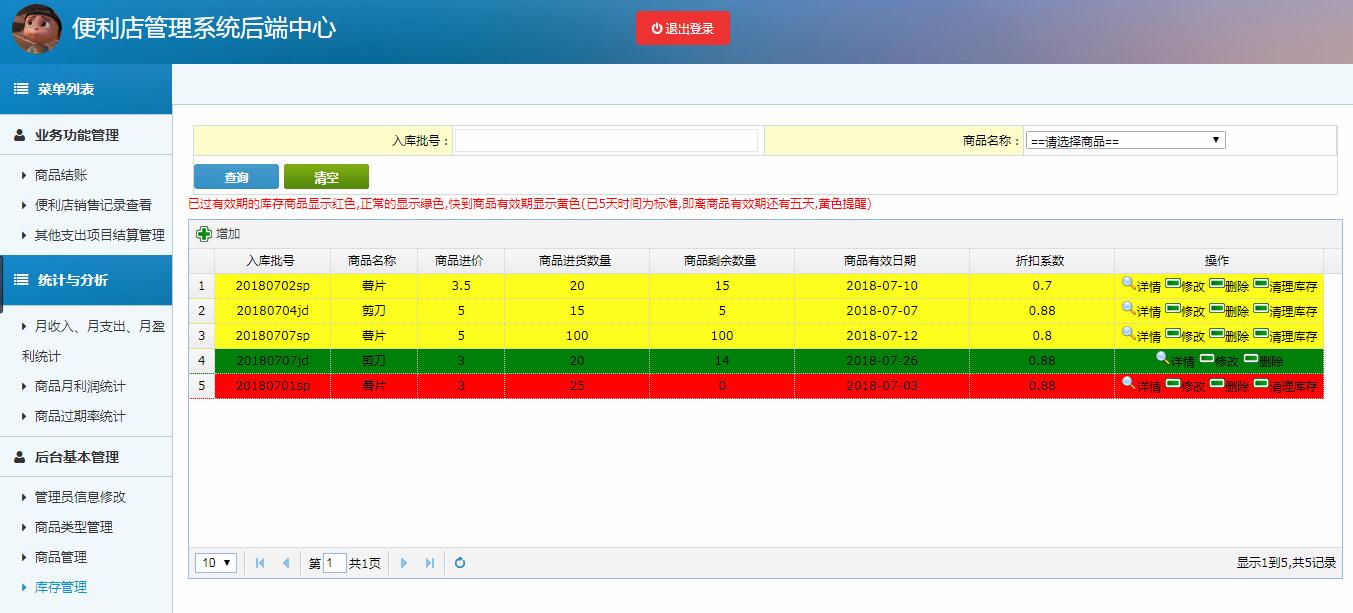 便利店管理系统后端中心
退出登录
菜单列表
业务功能管理
商品结账
便利店销售记录查看
其他支出项目结算管理
统计与分析
月收入、月支出、月盈
利统计
商品月利润统计
商品过期率统计
后台基本管理
管理员信息修改
商品类型管理
商品管理
库存管理
入库批号： 商品名称： ==请选择商品==
查询 清空
已过有效期的库存商品显示红色,正常的显示绿色,快到商品有效期显示黄色(已5天时间为标准,即离商品有效期还有五天,黄色提醒)
增加
入库批号 商品名称 商品进价 商品进货数量 商品剩余数量 商品有效日期 折扣系数 操作
1 20180702sp 薯片 3.5 20 15 2018-07-10 0.7 详情 修改 删除 清理库存
2 20180704jd 剪刀 5 15 5 2018-07-07 0.88 详情 修改 删除 清理库存
3 20180707sp 薯片 5 100 100 2018-07-12 0.8 详情 修改 删除 清理库存
4 20180707jd 剪刀 3 20 14 2018-07-26 0.88 详情 修改 删除
5 20180701sp 薯片 3 25 0 2018-07-03 0.88 详情 修改 删除 清理库存
10 第 1 共1页 显示1到5,共5记录